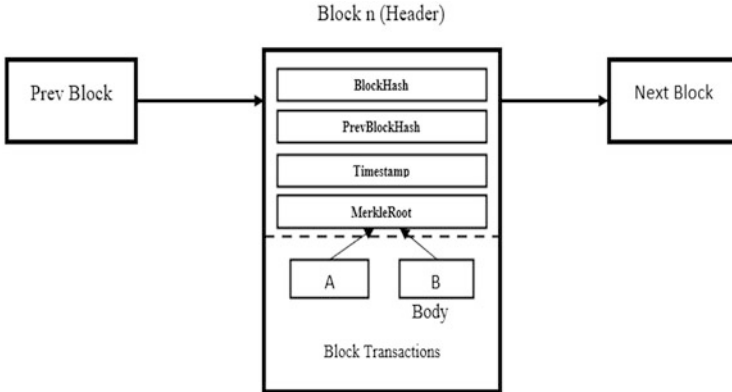 Block n (Header)
Prev Block
BlockHash
PrevBlockHash
Timestamp
MerkleRoot
Next Block
A
B
Body
Block Transactions